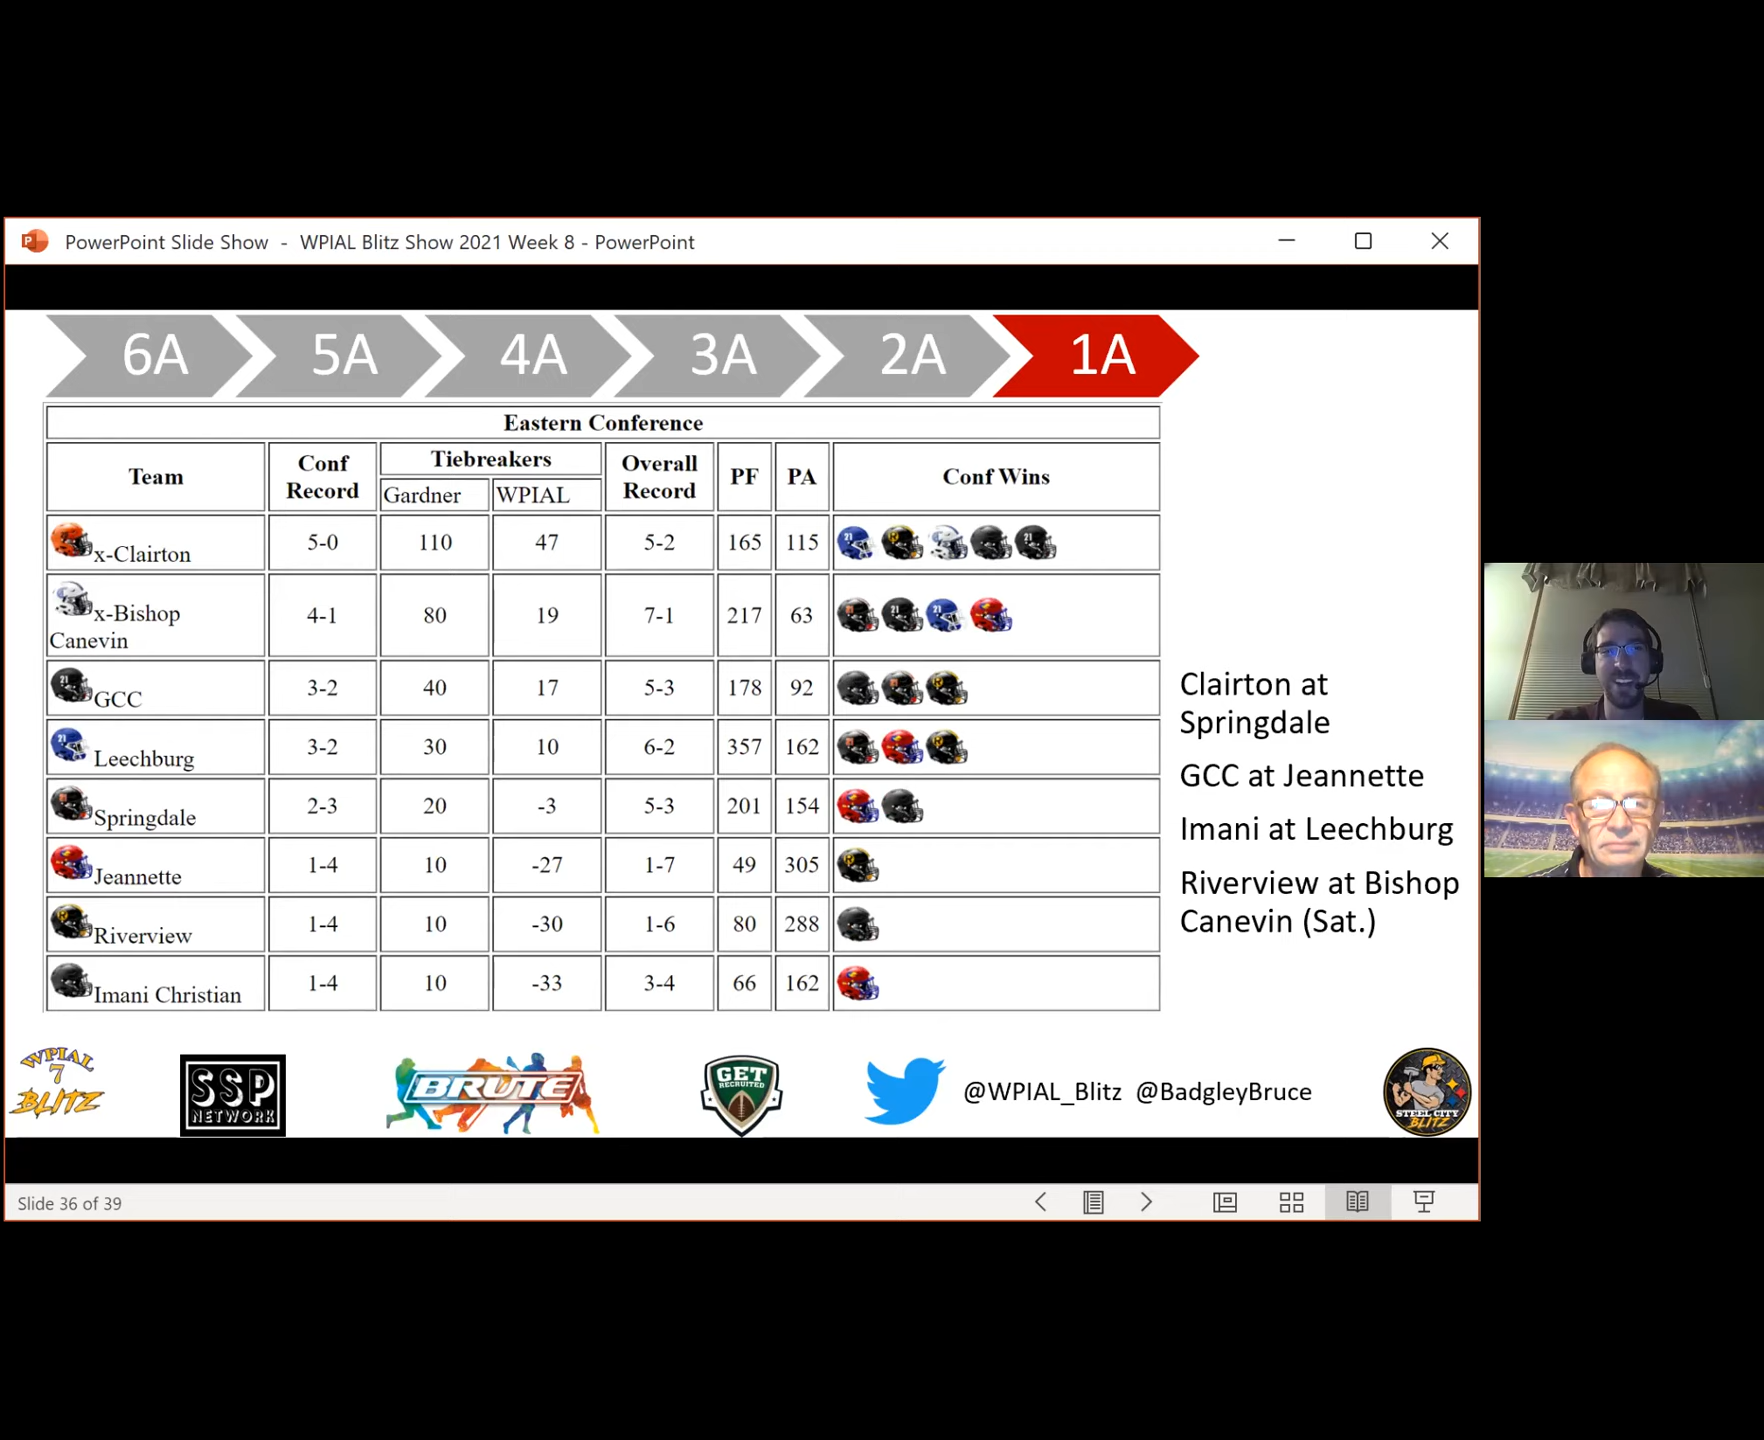 PowerPoint Slide Show - WPIAL Blitz Show 2021 Week 8 - PowerPoint
6A 5A 4A 3A 2A 1A
Eastern Conference
Team Conf Record Tiebreakers Overall Record PF PA Conf Wins
Gardner WPIAL
x-Clairton 5-0 110 47 5-2 165 115
x-Bishop Canevin 4-1 80 19 7-1 217 63
GCC 3-2 40 17 5-3 178 92
Leechburg 3-2 30 10 6-2 357 162
Springdale 2-3 20 -3 5-3 201 154
Jeannette 1-4 10 -27 1-7 49 305
Riverview 1-4 10 -30 1-6 80 288
Imani Christian 1-4 10 -33 3-4 66 162
Clairton at
Springdale
GCC at Jeannette
Imani at Leechburg
Riverview at Bishop
Canevin (Sat.)
WPIAL
7
BLITZ
SSP
NETWORK
BRUTE
GET
RECRUITED
@WPIAL_Blitz @BadgleyBruce
STEEL CITY
BLITZ
Slide 36 of 39